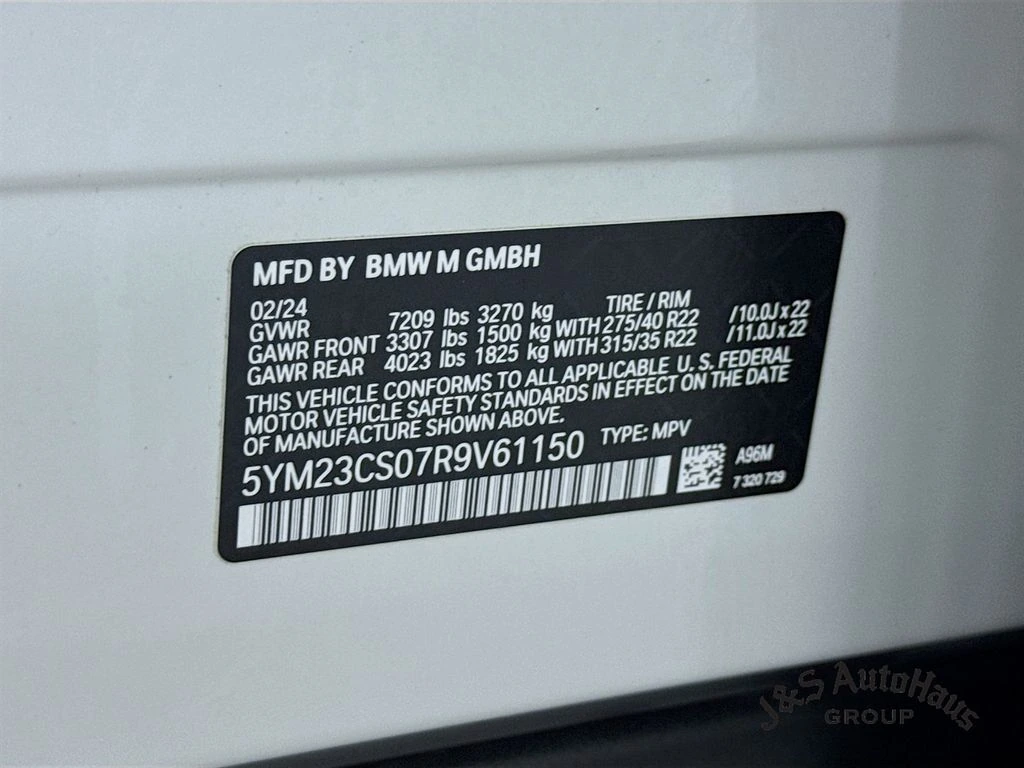 MFD BY BMW M GMBH
02/24 TIRE / RIM
GVWR 7209 lbs 3270 kg
GAWR FRONT 3307 lbs 1500 kg WITH 275/40 R22 /10.0J x 22
GAWR REAR 4023 lbs 1825 kg WITH 315/35 R22 /11.0J x 22
THIS VEHICLE CONFORMS TO ALL APPLICABLE U. S. FEDERAL
MOTOR VEHICLE SAFETY STANDARDS IN EFFECT ON THE DATE
OF MANUFACTURE SHOWN ABOVE.
5YM23CS07R9V61150 TYPE: MPV
A96M
7 320 729
J&S AutoHaus
GROUP